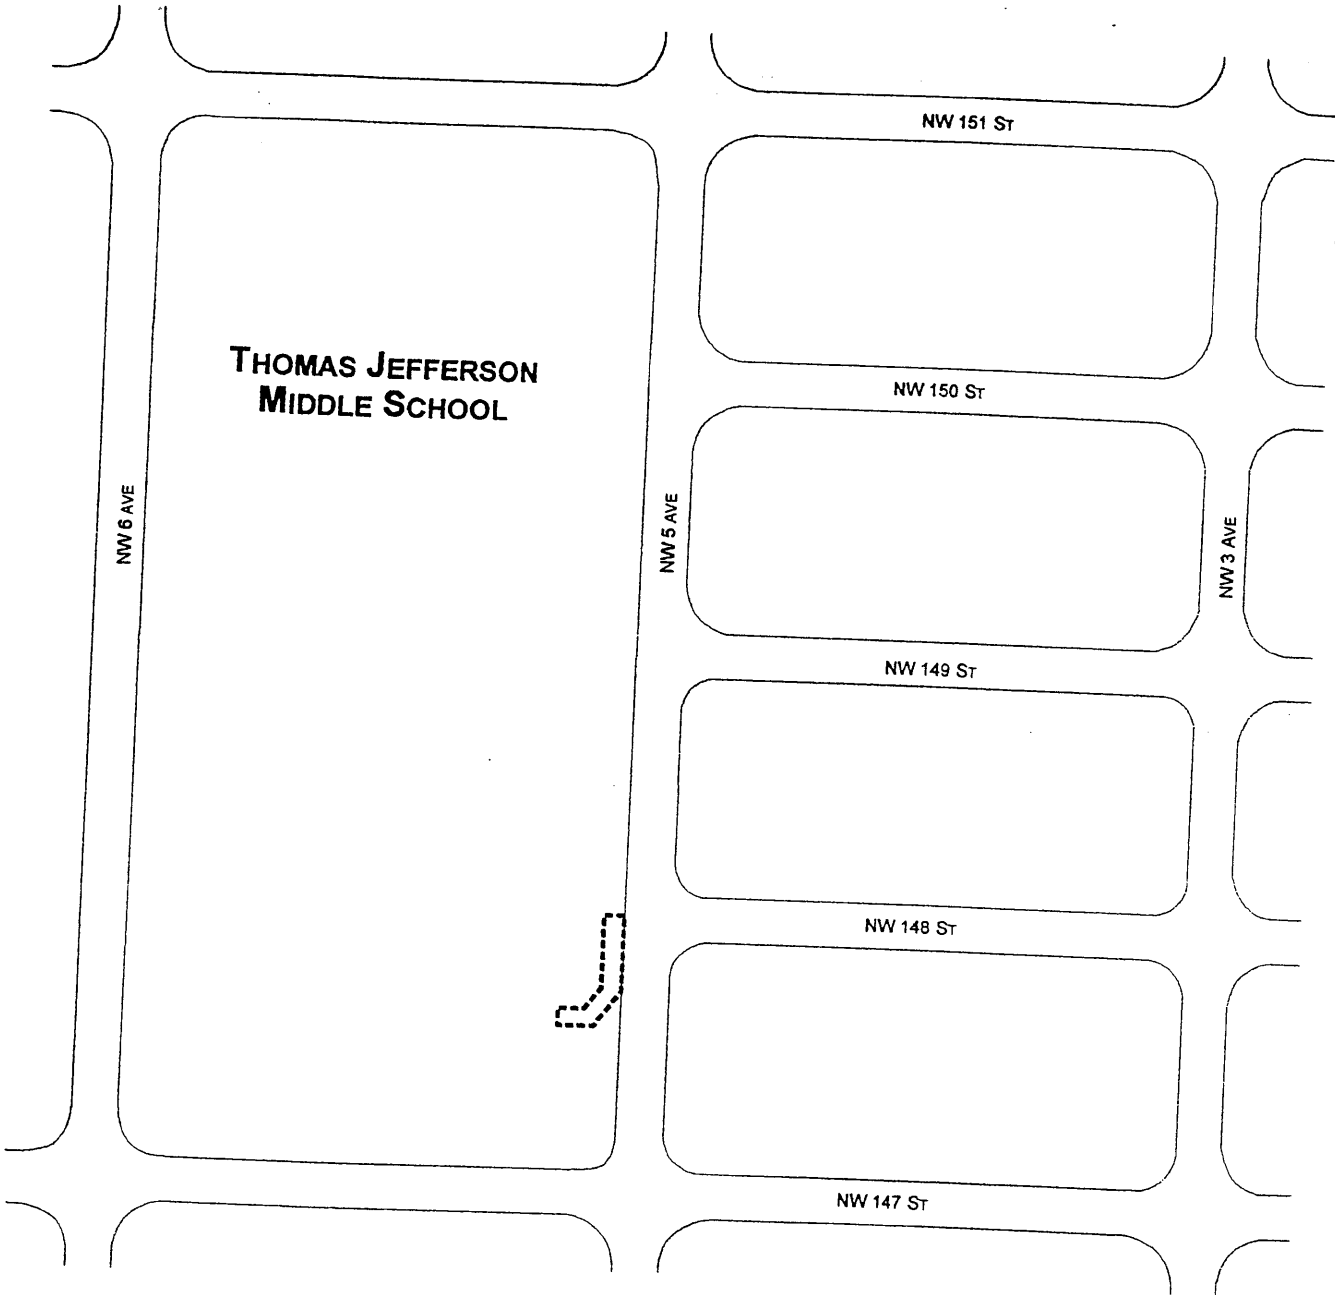 NW 151 ST
THOMAS JEFFERSON
MIDDLE SCHOOL
NW 150 ST
NW 6 AVE
NW 5 AVE
NW 3 AVE
NW 149 ST
NW 148 ST
NW 147 ST